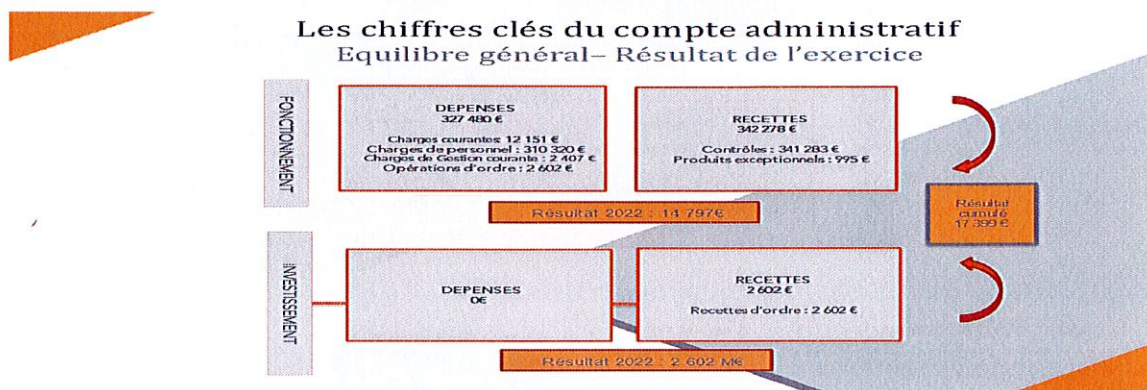 Les chiffres clés du compte administratif
Equilibre général– Résultat de l'exercice
FONCTIONNEMENT
DEPENSES
327 480 €
Charges courantes: 12 151 €
Charges de personnel : 310 320 €
Charges de Gestion courante : 2 407 €
Opérations d'ordre : 2 602 €
RECETTES
342 278 €
Contrôles : 341 283 €
Produits exceptionnels : 995 €
Résultat 2022 : 14 797€
Résultat
cumulé
17 399 €
INVESTISSEMENT
DEPENSES
0€
RECETTES
2 602 €
Recettes d'ordre : 2 602 €
Résultat 2022 : 2 602 M€